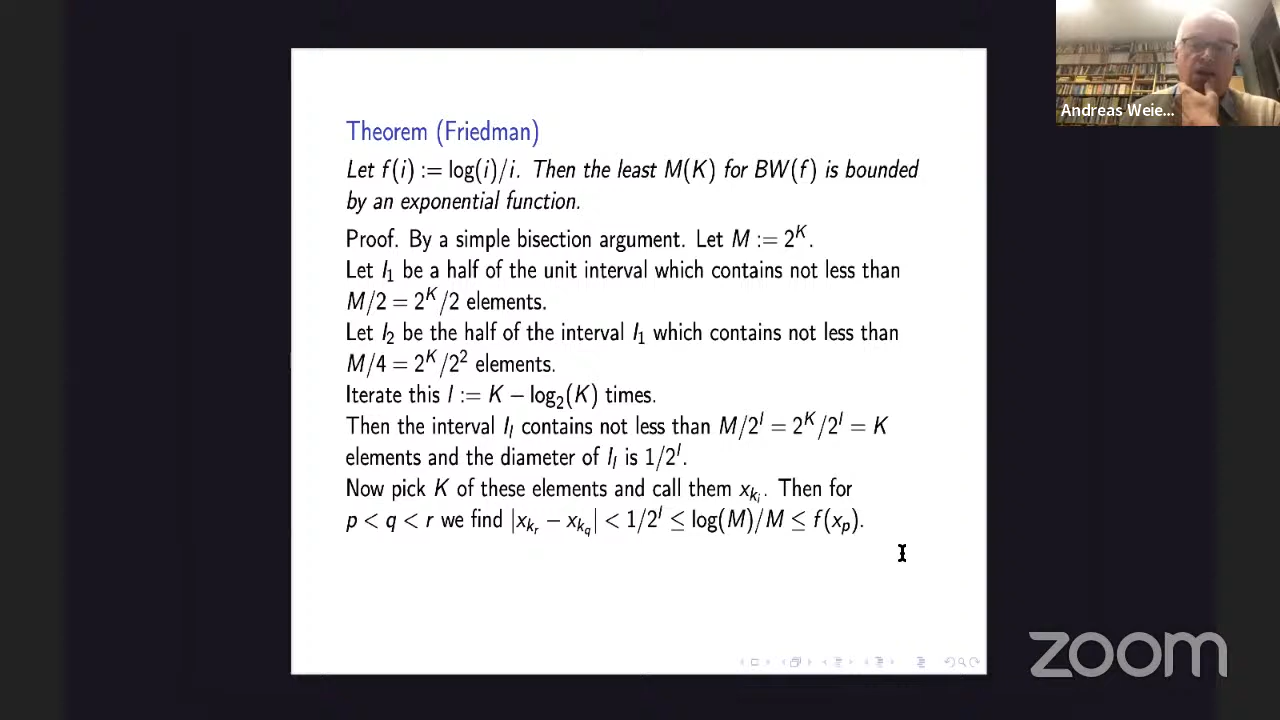 Andreas Weie...
Theorem (Friedman)
Let f(i) := log(i)/i. Then the least M(K) for BW(f) is bounded
by an exponential function.
Proof. By a simple bisection argument. Let M := 2^K.
Let I_1 be a half of the unit interval which contains not less than
M/2 = 2^K/2 elements.
Let I_2 be the half of the interval I_1 which contains not less than
M/4 = 2^K/2^2 elements.
Iterate this l := K − log_2(K) times.
Then the interval I_l contains not less than M/2^l = 2^K/2^l = K
elements and the diameter of I_l is 1/2^l.
Now pick K of these elements and call them x_{k_i}. Then for
p < q < r we find |x_{k_r} − x_{k_q}| < 1/2^l ≤ log(M)/M ≤ f(x_p).
zoom